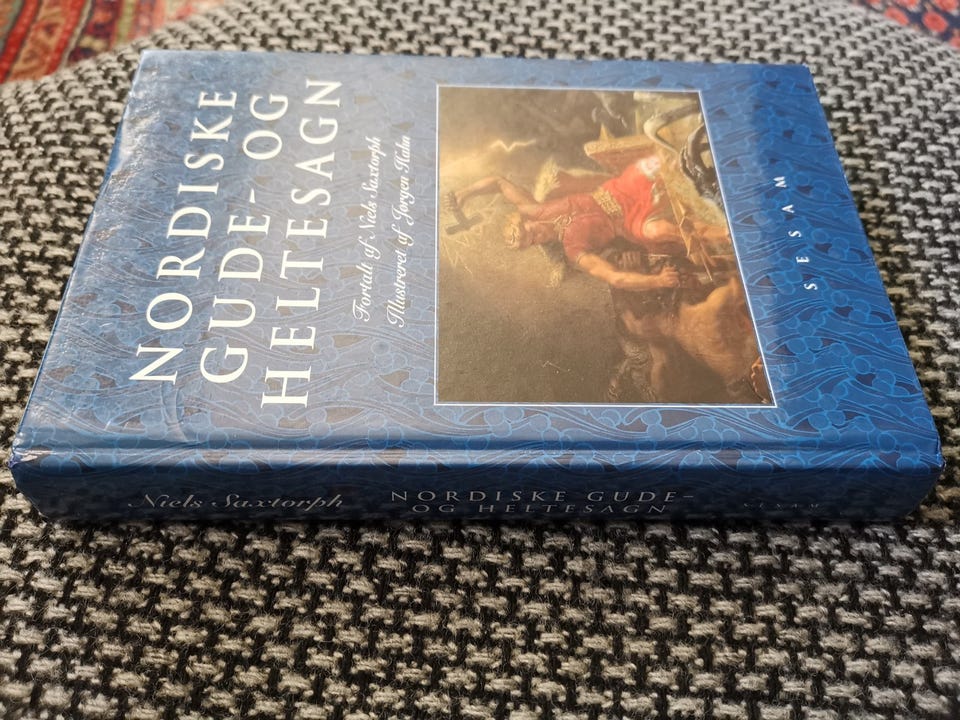 NORDISKE
GUDE- OG
HELTESAGN
Fortalt af Niels Saxtorph
Illustreret af Jørgen Hahn
SESAM
Niels Saxtorph
NORDISKE GUDE-
OG HELTESAGN
SESAM